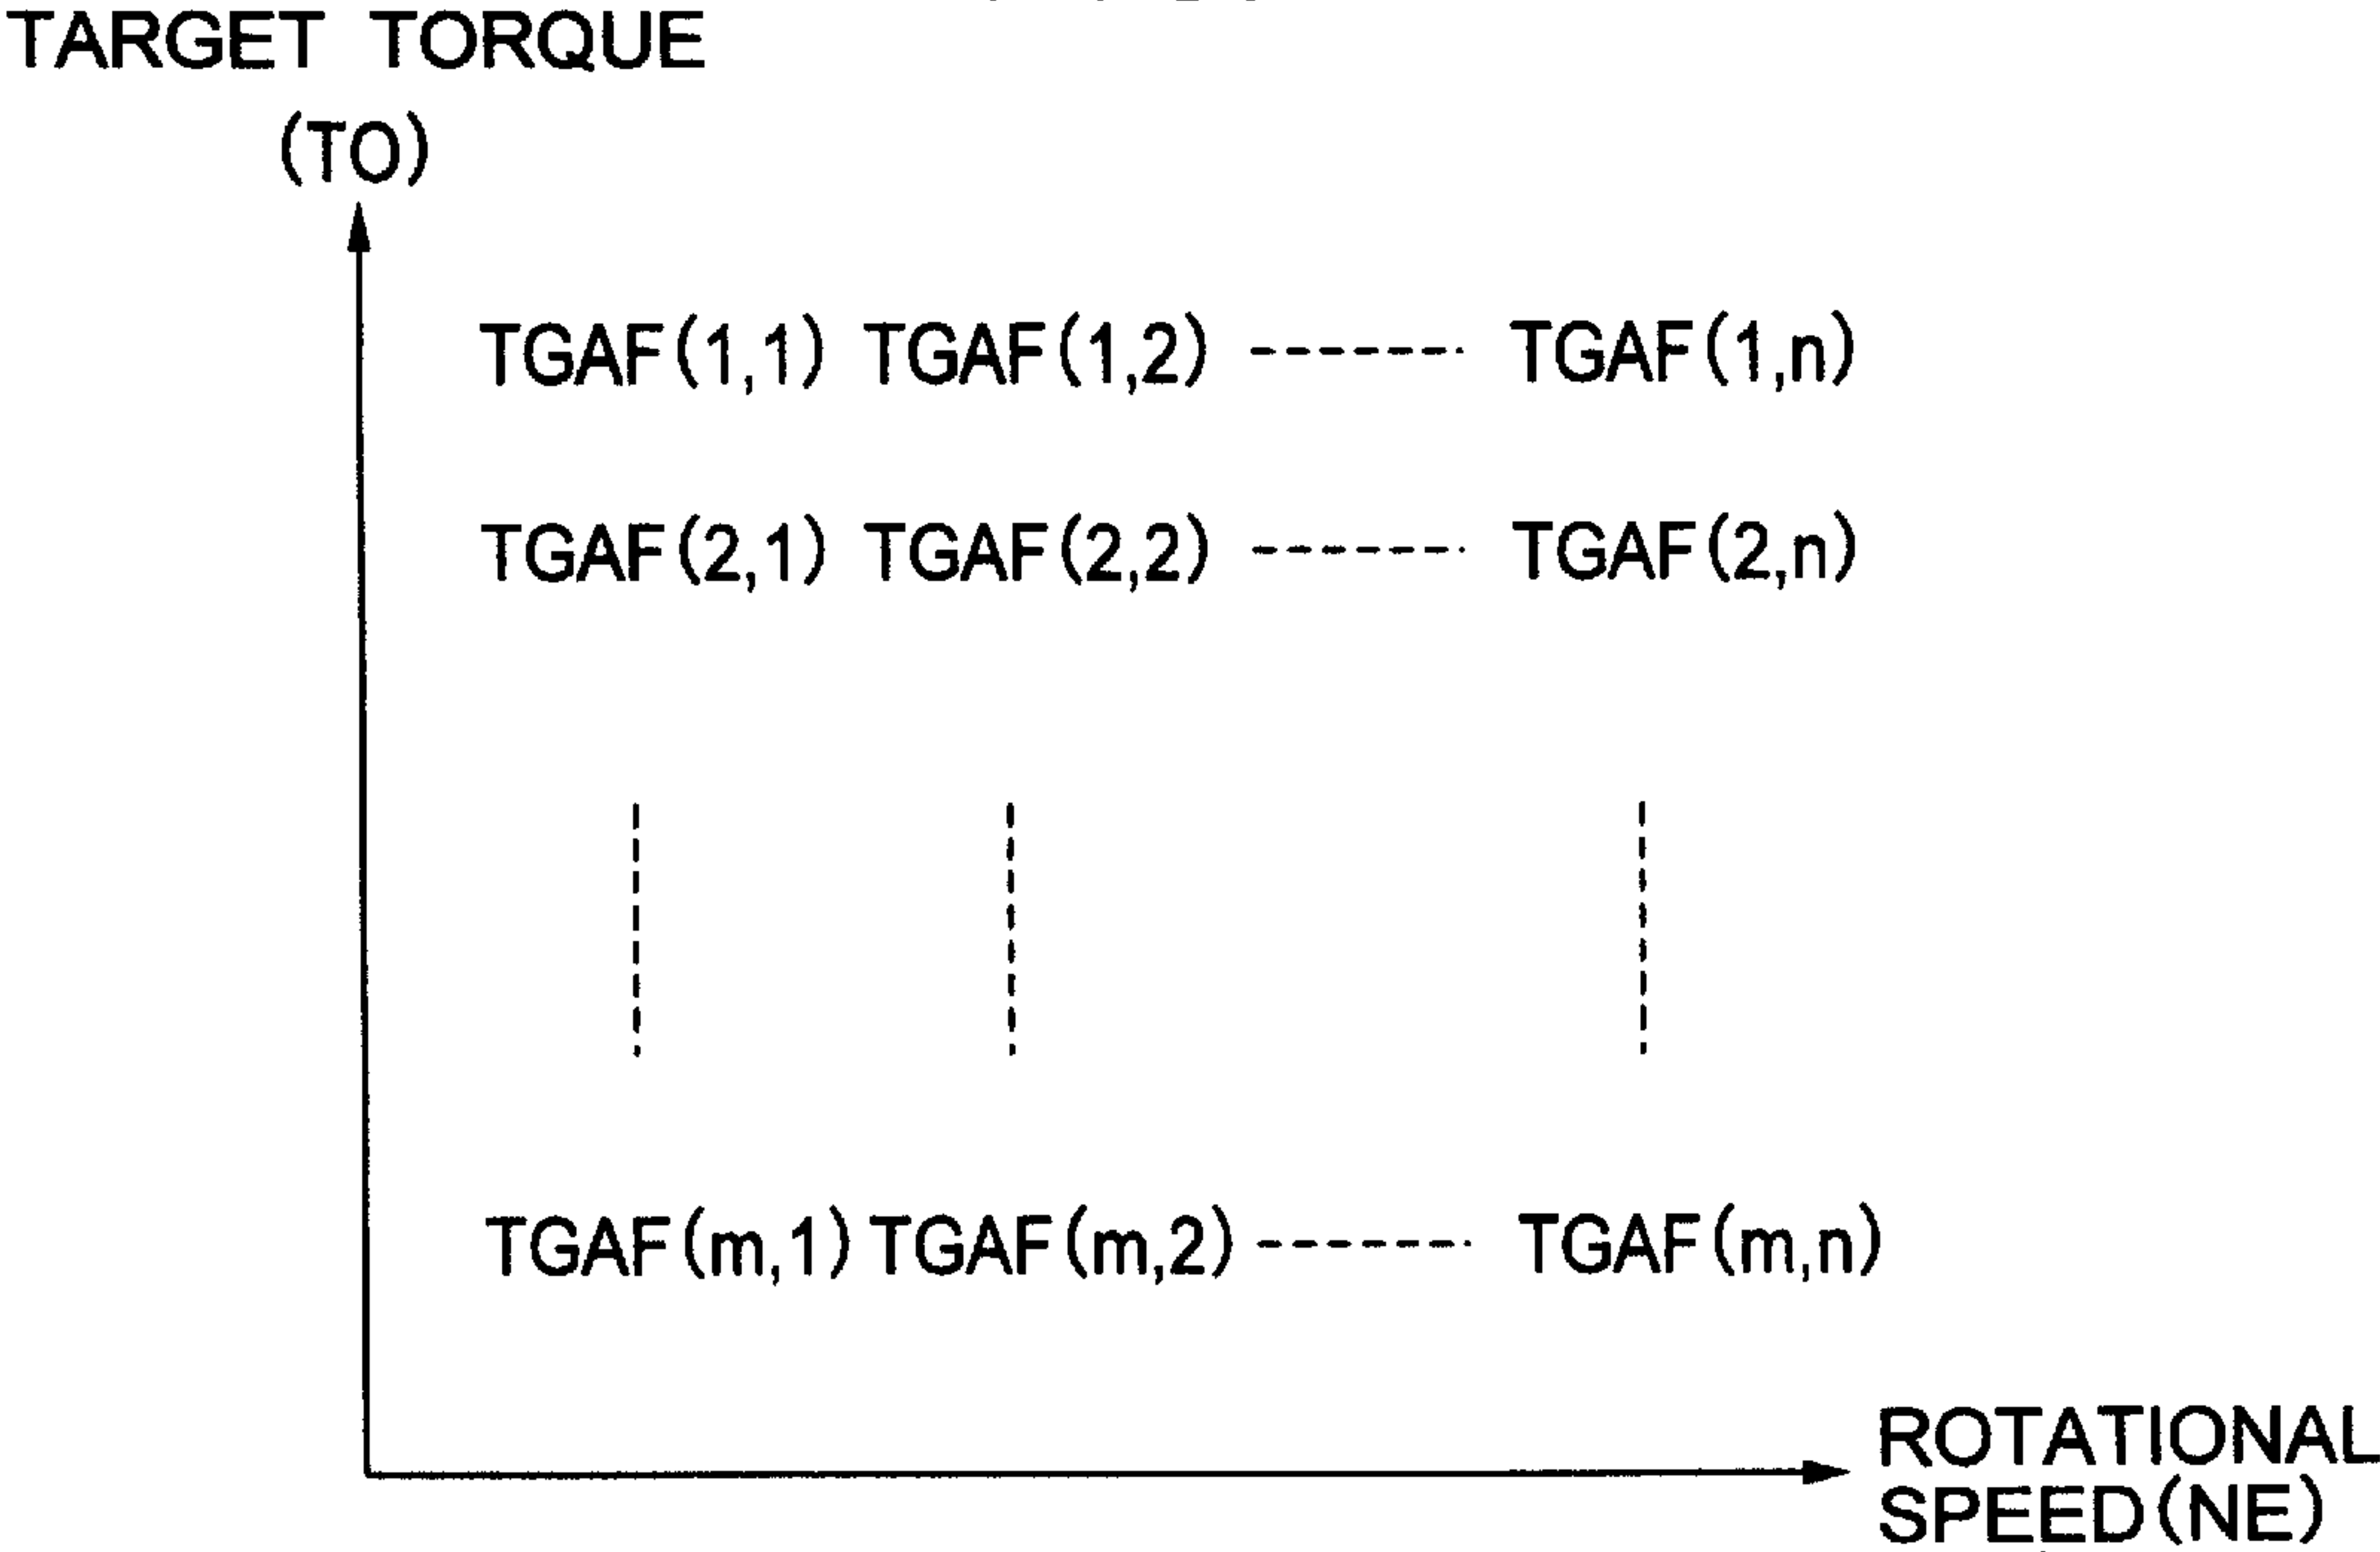 TARGET TORQUE
(TO)
TGAF(1,1) TGAF(1,2) ------- TGAF(1,n)
TGAF(2,1) TGAF(2,2) ------- TGAF(2,n)
TGAF(m,1) TGAF(m,2) ------- TGAF(m,n)
ROTATIONAL
SPEED(NE)